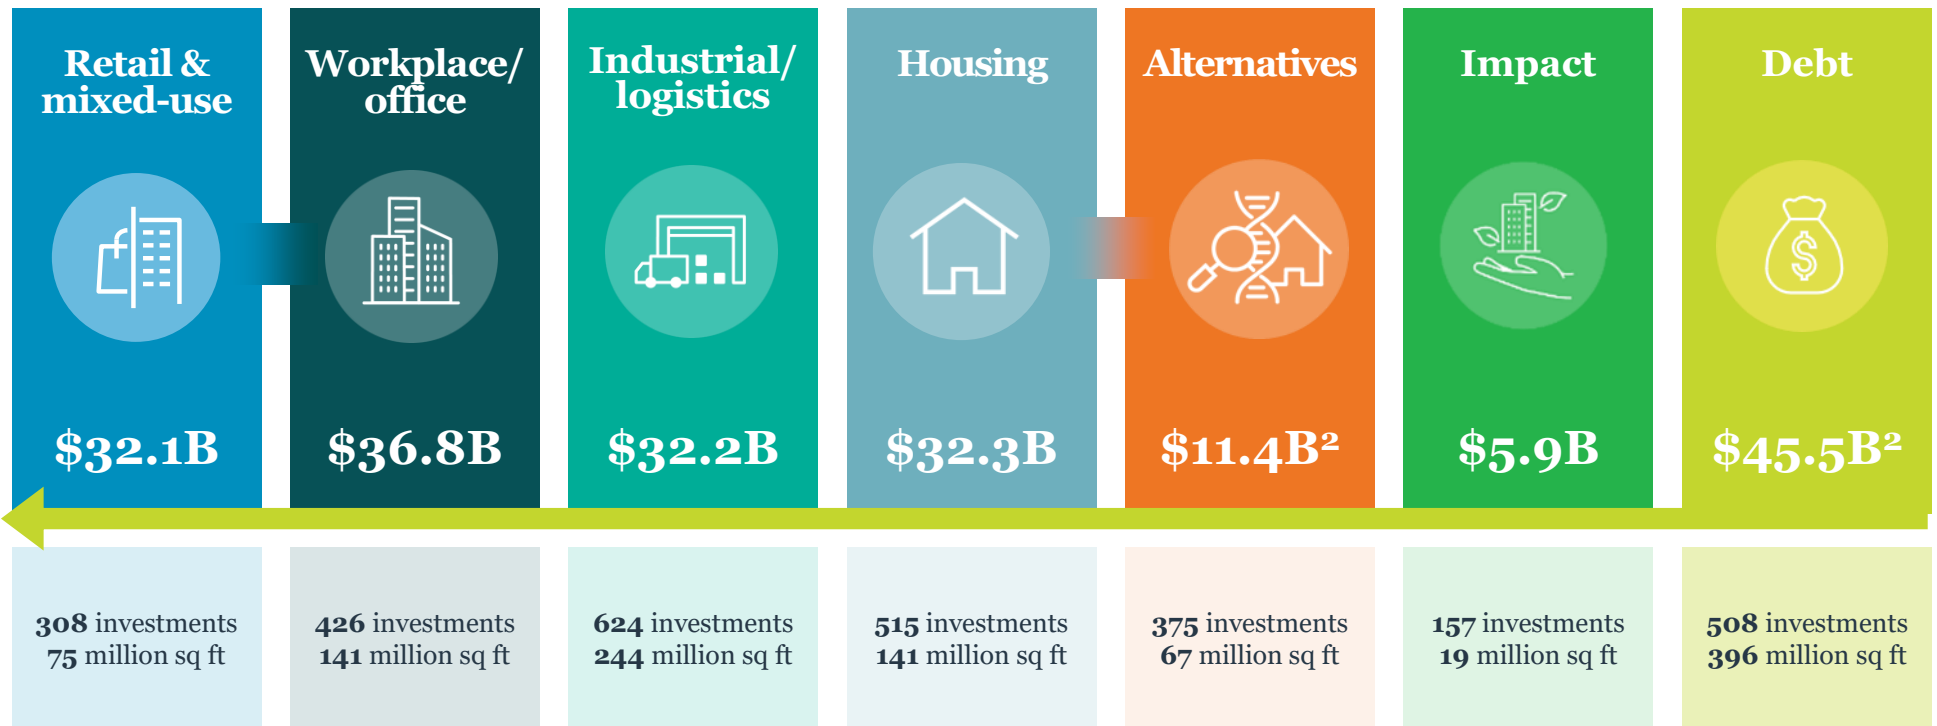 Retail &
mixed-use
$32.1B
308 investments
75 million sq ft
Workplace/
office
$36.8B
426 investments
141 million sq ft
Industrial/
logistics
$32.2B
624 investments
244 million sq ft
Housing
$32.3B
515 investments
141 million sq ft
Alternatives
$11.4B²
375 investments
67 million sq ft
Impact
$5.9B
157 investments
19 million sq ft
Debt
$45.5B²
508 investments
396 million sq ft